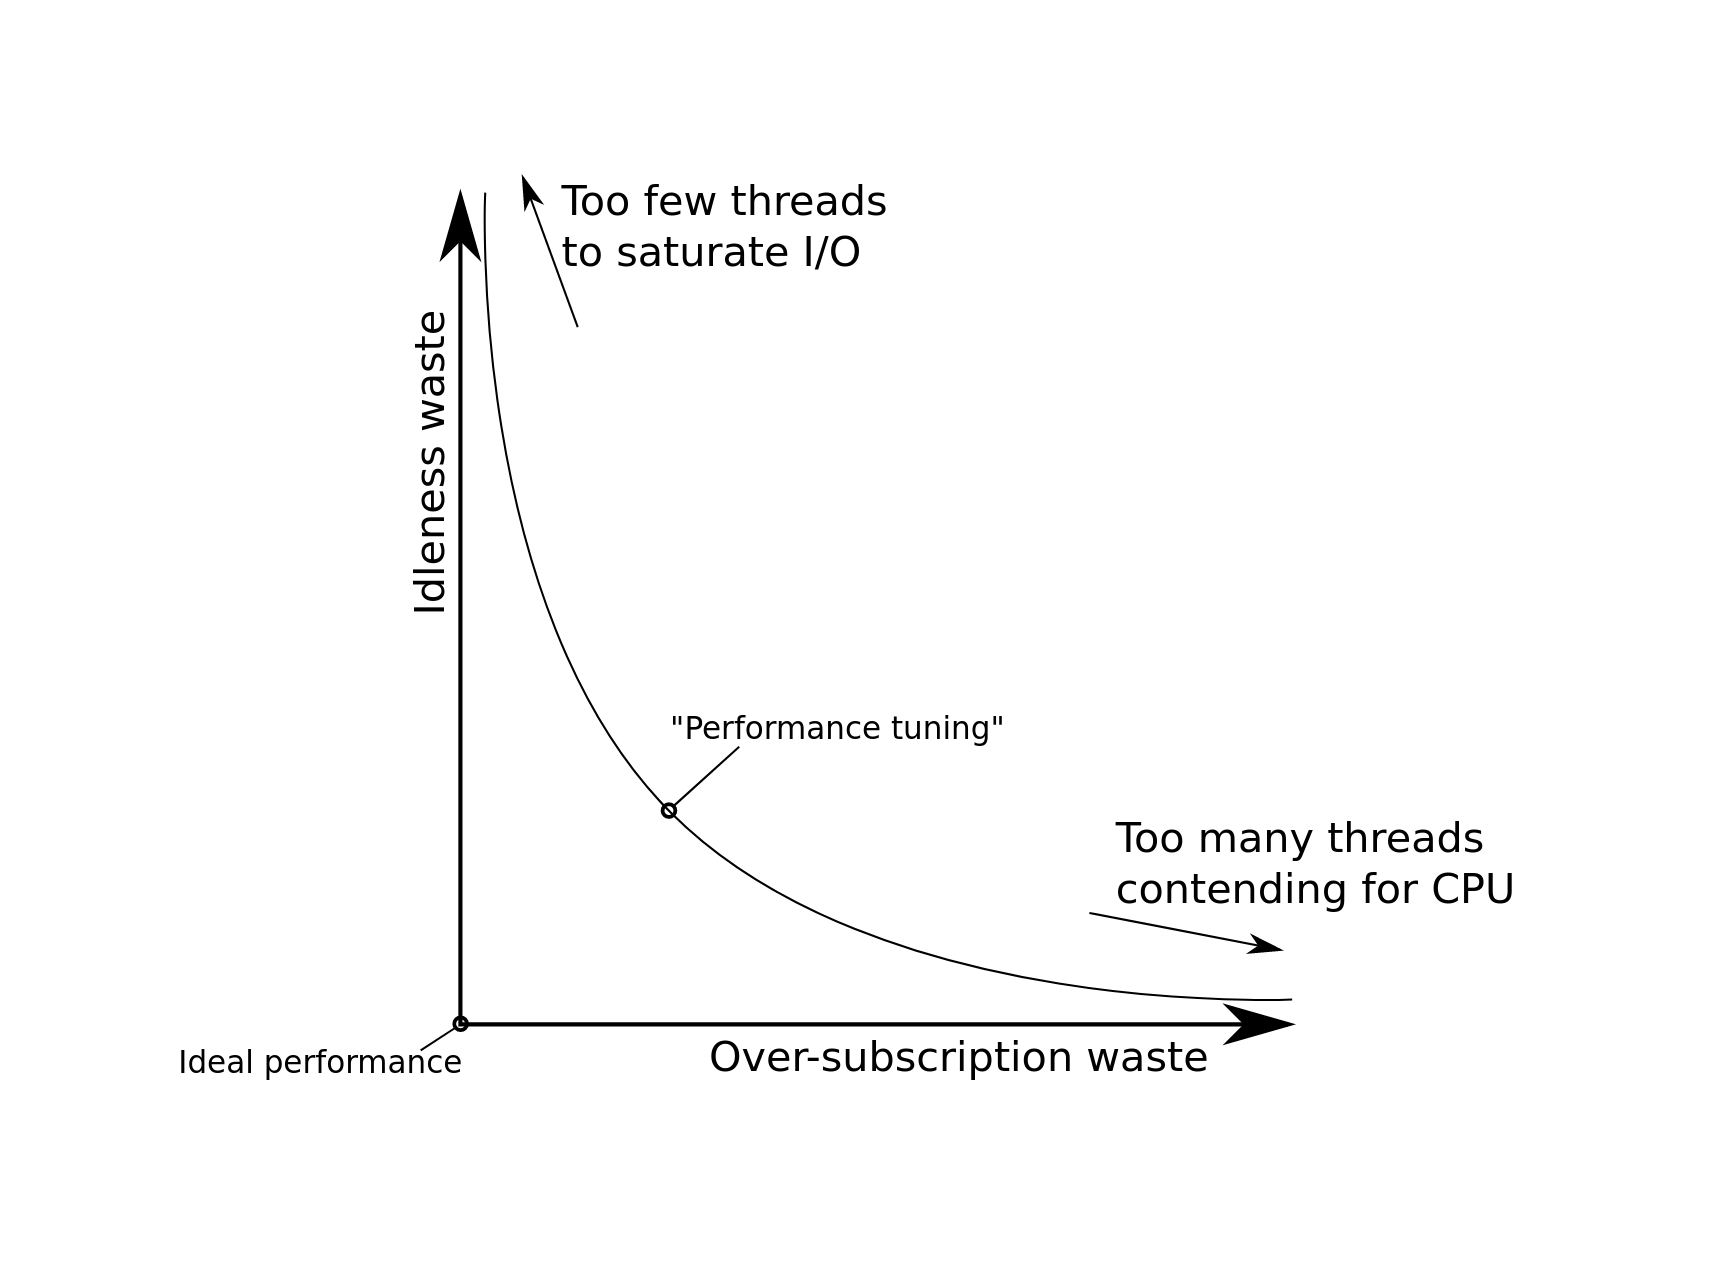 Too few threads
to saturate I/O
Idleness waste
"Performance tuning"
Too many threads
contending for CPU
Ideal performance
Over-subscription waste